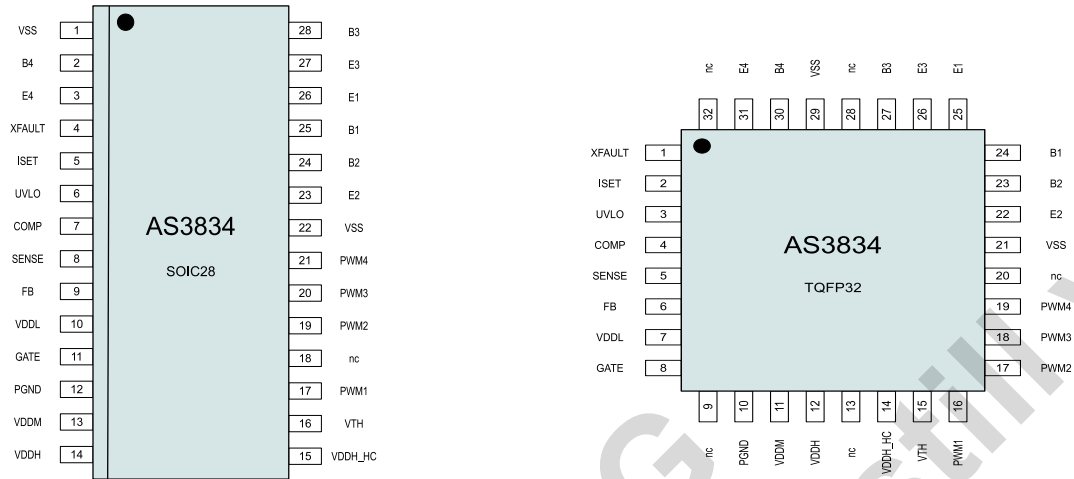 VSS 1
B4 2
E4 3
XFAULT 4
ISET 5
UVLO 6
COMP 7
SENSE 8
FB 9
VDDL 10
GATE 11
PGND 12
VDDM 13
VDDH 14
AS3834
SOIC28
28 B3
27 E3
26 E1
25 B1
24 B2
23 E2
22 VSS
21 PWM4
20 PWM3
19 PWM2
18 nc
17 PWM1
16 VTH
15 VDDH_HC
nc E4 B4 VSS nc B3 E3 E1
32 31 30 29 28 27 26 25
XFAULT 1
ISET 2
UVLO 3
COMP 4
SENSE 5
FB 6
VDDL 7
GATE 8
AS3834
TQFP32
24 B1
23 B2
22 E2
21 VSS
20 nc
19 PWM4
18 PWM3
17 PWM2
9 10 11 12 13 14 15 16
nc PGND VDDM VDDH nc VDDH_HC VTH PWM1
G
still